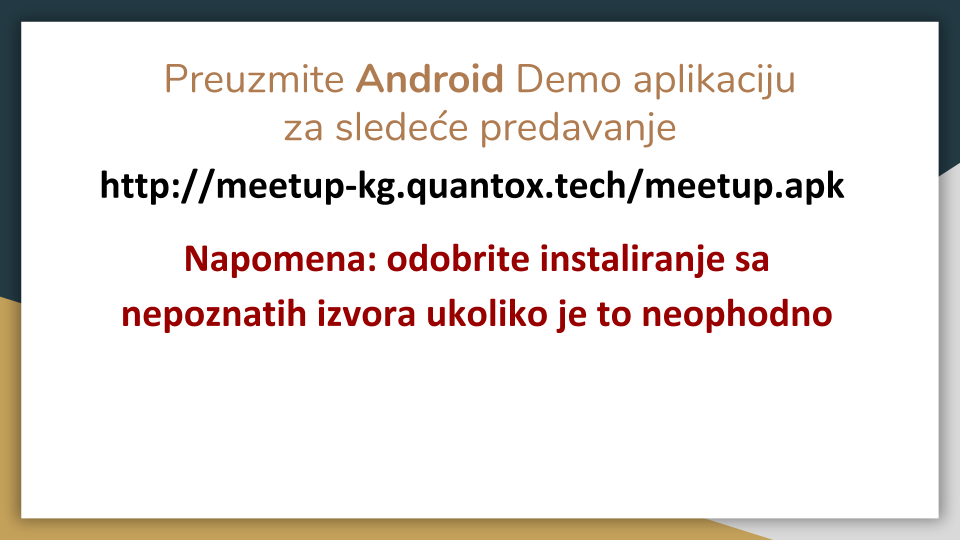 Preuzmite Android Demo aplikaciju
za sledeće predavanje
http://meetup-kg.quantox.tech/meetup.apk
Napomena: odobrite instaliranje sa
nepoznatih izvora ukoliko je to neophodno